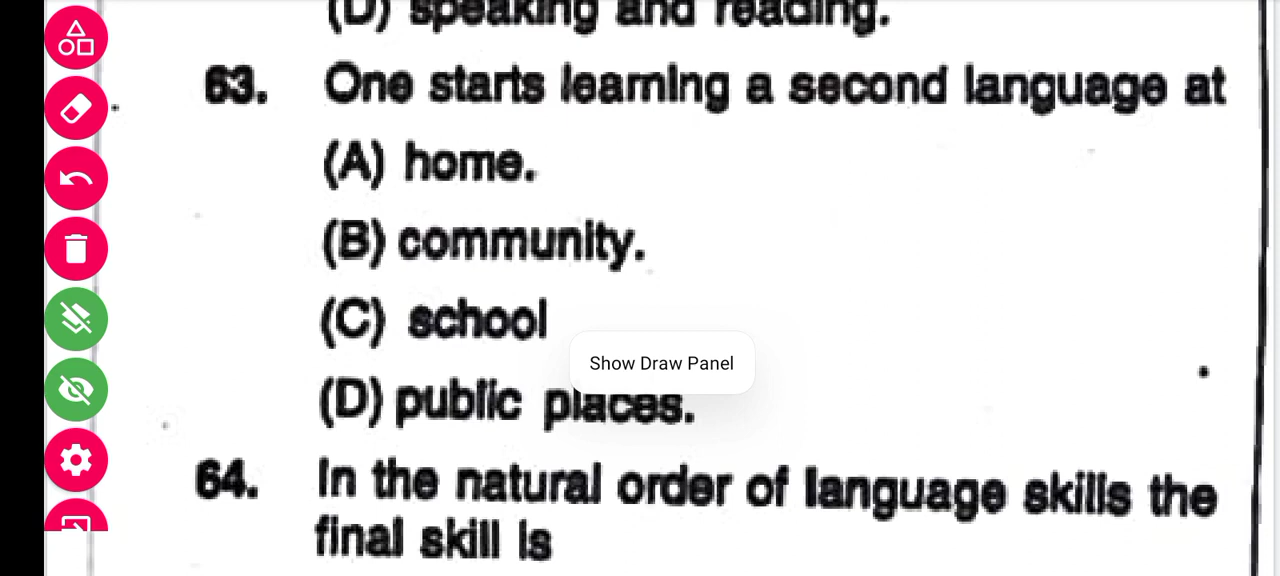 (D) speaking and reading.
63. One starts learning a second language at
(A) home.
(B) community.
(C) school
Show Draw Panel
(D) public places.
64. In the natural order of language skills the
final skill is